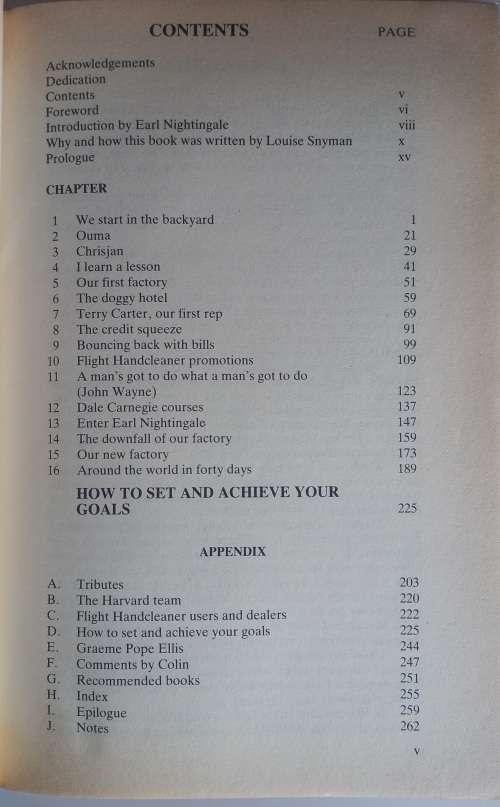 CONTENTS PAGE
Acknowledgements
Dedication
Contents v
Foreword vi
Introduction by Earl Nightingale viii
Why and how this book was written by Louise Snyman x
Prologue xv
CHAPTER
1 We start in the backyard 1
2 Ouma 21
3 Chrisjan 29
4 I learn a lesson 41
5 Our first factory 51
6 The doggy hotel 59
7 Terry Carter, our first rep 69
8 The credit squeeze 91
9 Bouncing back with bills 99
10 Flight Handcleaner promotions 109
11 A man's got to do what a man's got to do
(John Wayne) 123
12 Dale Carnegie courses 137
13 Enter Earl Nightingale 147
14 The downfall of our factory 159
15 Our new factory 173
16 Around the world in forty days 189
HOW TO SET AND ACHIEVE YOUR
GOALS 225
APPENDIX
A. Tributes 203
B. The Harvard team 220
C. Flight Handcleaner users and dealers 222
D. How to set and achieve your goals 225
E. Graeme Pope Ellis 244
F. Comments by Colin 247
G. Recommended books 251
H. Index 255
I. Epilogue 259
J. Notes 262
v